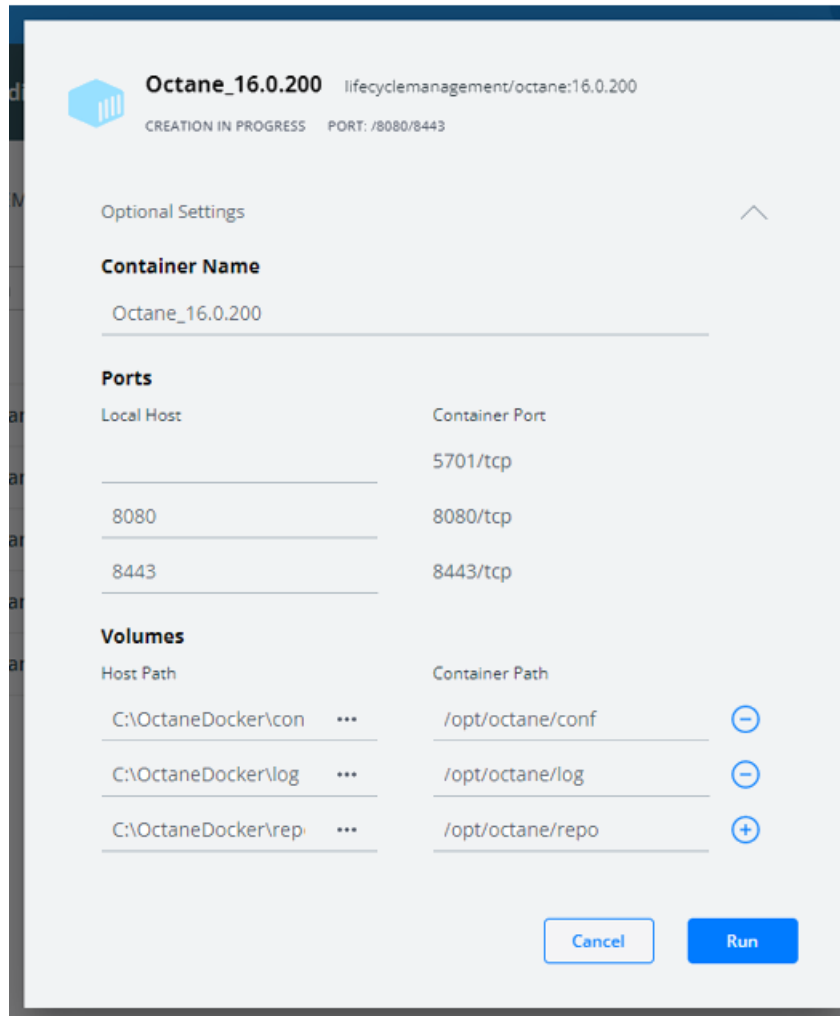 Octane_16.0.200 lifecyclemanagement/octane:16.0.200
CREATION IN PROGRESS PORT: /8080/8443
Optional Settings
Container Name
Octane_16.0.200
Ports
Local Host Container Port
5701/tcp
8080 8080/tcp
8443 8443/tcp
Volumes
Host Path Container Path
C:\OctaneDocker\con ••• /opt/octane/conf
C:\OctaneDocker\log ••• /opt/octane/log
C:\OctaneDocker\rep ••• /opt/octane/repo
Cancel Run